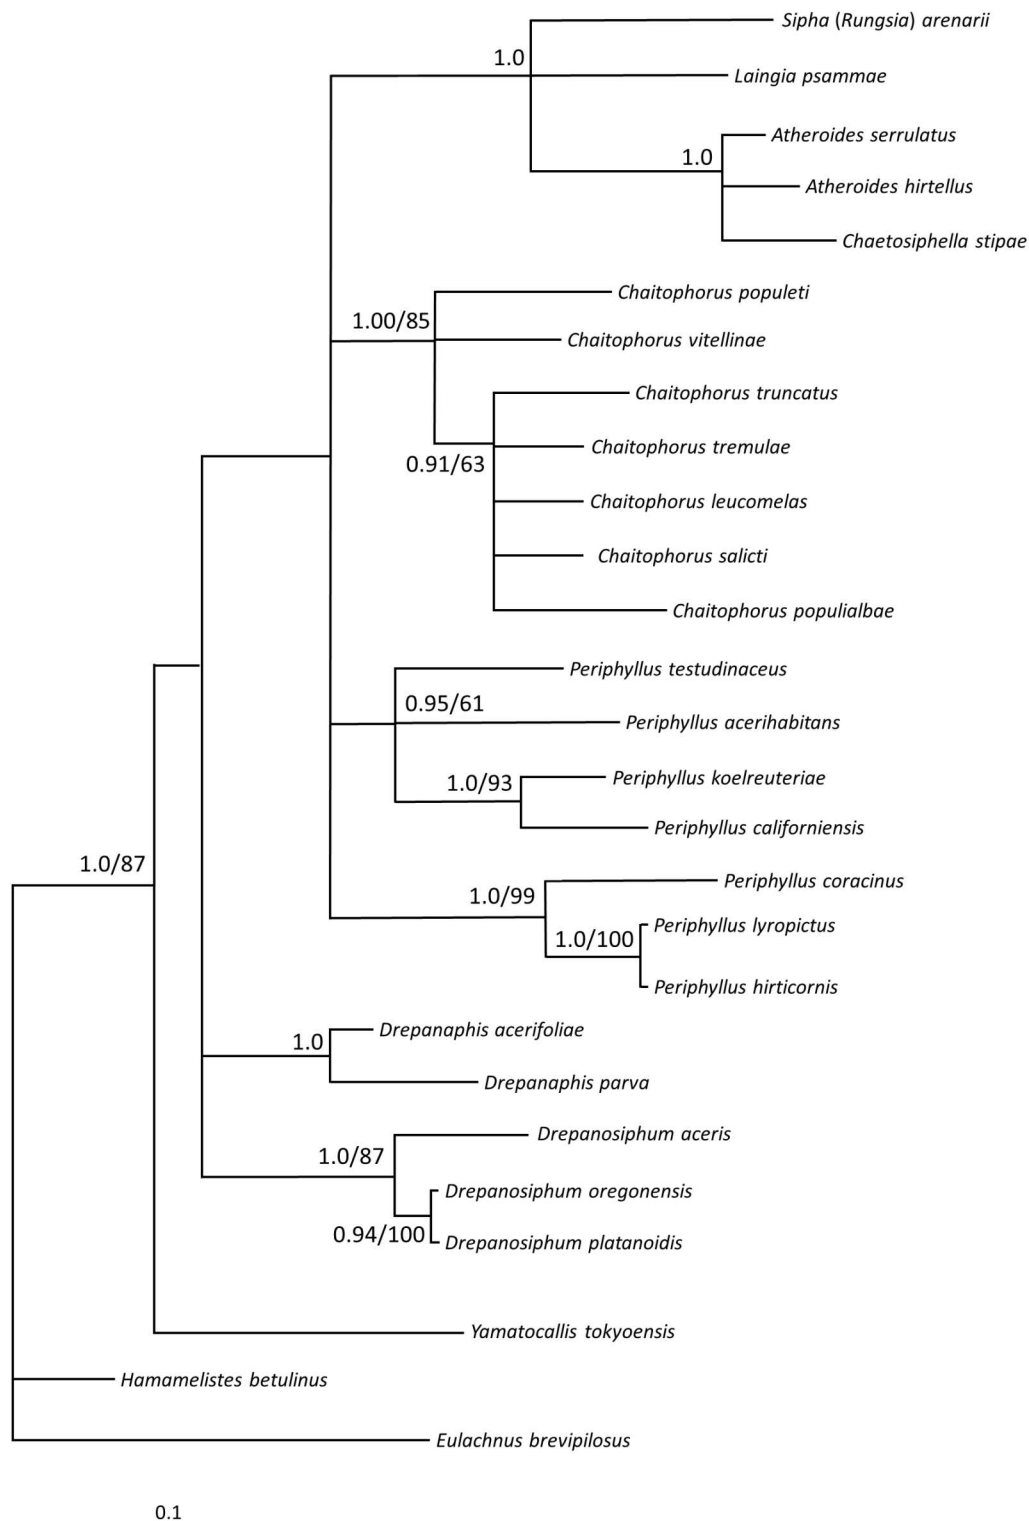 Sipha (Rungsia) arenarii
1.0
Laingia psammae
Atheroides serrulatus
1.0
Atheroides hirtellus
Chaetosiphella stipae
Chaitophorus populeti
1.00/85
Chaitophorus vitellinae
Chaitophorus truncatus
Chaitophorus tremulae
0.91/63
Chaitophorus leucomelas
Chaitophorus salicti
Chaitophorus populialbae
Periphyllus testudinaceus
0.95/61
Periphyllus acerihabitans
Periphyllus koelreuteriae
1.0/93
Periphyllus californiensis
1.0/87
Periphyllus coracinus
1.0/99
Periphyllus lyropictus
1.0/100
Periphyllus hirticornis
Drepanaphis acerifoliae
1.0
Drepanaphis parva
Drepanosiphum aceris
1.0/87
Drepanosiphum oregonensis
0.94/100
Drepanosiphum platanoidis
Yamatocallis tokyoensis
Hamamelistes betulinus
Eulachnus brevipilosus
0.1